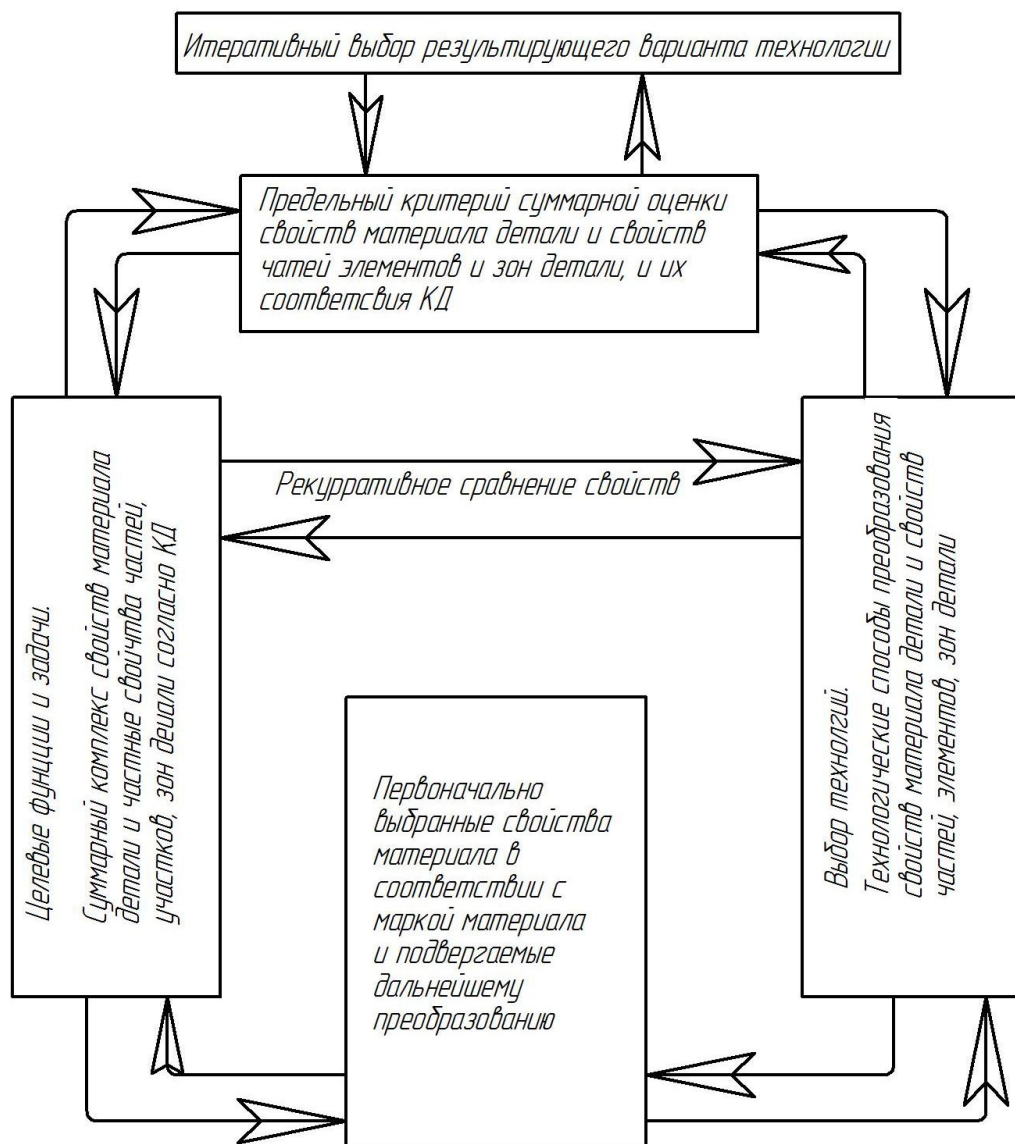 Итеративный выбор результирующего варианта технологии
Предельный критерий суммарной оценки
свойств материала детали и свойств
чатей элементов и зон детали, и их
соответсвия КД
Рекурративное сравнение свойств
Целевые фунции и задачи.
Суммарный комплекс свойств материала
детали и частные свойчтва частей,
участков, зон деиали согласно КД
Выбор технолгий.
Технологические способы преобразования
свойств материала детали и свойств
частей, элементов, зон детали
Первоначально
выбранные свойства
материала в
соответствии с
маркой материала
и подвергаемые
дальнейшему
преобразованию